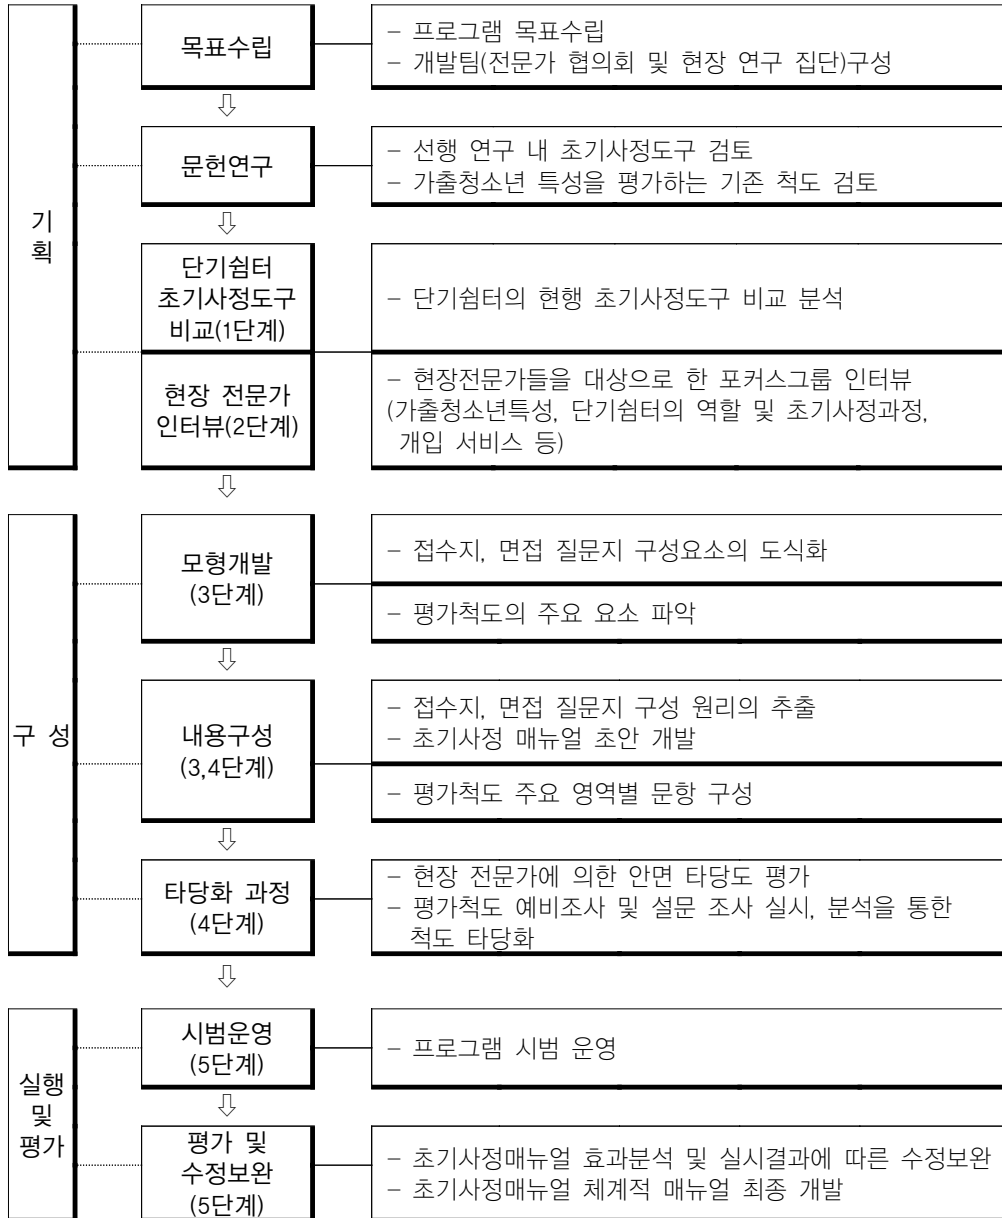 기
획
목표수립
- 프로그램 목표수립
- 개발팀(전문가 협의회 및 현장 연구 집단)구성
⇩
문헌연구
- 선행 연구 내 초기사정도구 검토
- 가출청소년 특성을 평가하는 기존 척도 검토
⇩
단기쉼터
초기사정도구
비교(1단계)
- 단기쉼터의 현행 초기사정도구 비교 분석
현장 전문가
인터뷰(2단계)
- 현장전문가들을 대상으로 한 포커스그룹 인터뷰
(가출청소년특성, 단기쉼터의 역할 및 초기사정과정,
개입 서비스 등)
⇩
구 성
모형개발
(3단계)
- 접수지, 면접 질문지 구성요소의 도식화
- 평가척도의 주요 요소 파악
⇩
내용구성
(3,4단계)
- 접수지, 면접 질문지 구성 원리의 추출
- 초기사정 매뉴얼 초안 개발
- 평가척도 주요 영역별 문항 구성
⇩
타당화 과정
(4단계)
- 현장 전문가에 의한 안면 타당도 평가
- 평가척도 예비조사 및 설문 조사 실시, 분석을 통한
척도 타당화
⇩
실행
및
평가
시범운영
(5단계)
- 프로그램 시범 운영
⇩
평가 및
수정보완
(5단계)
- 초기사정매뉴얼 효과분석 및 실시결과에 따른 수정보완
- 초기사정매뉴얼 체계적 매뉴얼 최종 개발